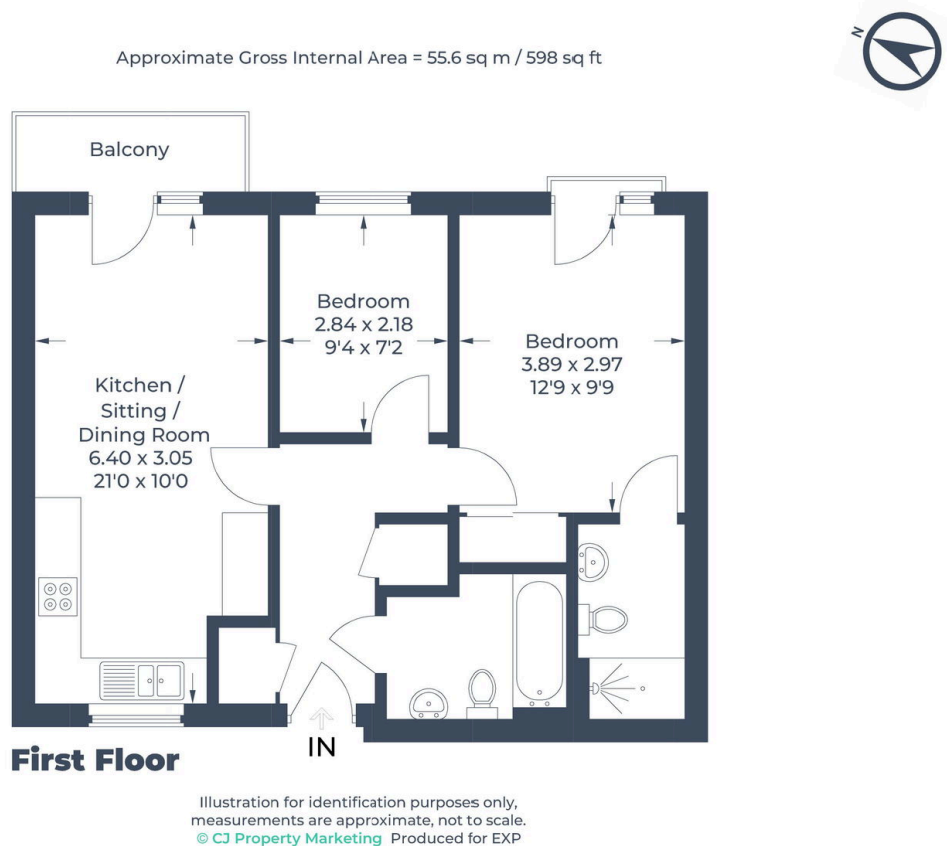 N
Approximate Gross Internal Area = 55.6 sq m / 598 sq ft
Balcony
Bedroom
2.84 x 2.18
9'4 x 7'2
Bedroom
3.89 x 2.97
12'9 x 9'9
Kitchen /
Sitting /
Dining Room
6.40 x 3.05
21'0 x 10'0
IN
First Floor
Illustration for identification purposes only,
measurements are approximate, not to scale.
© CJ Property Marketing Produced for EXP